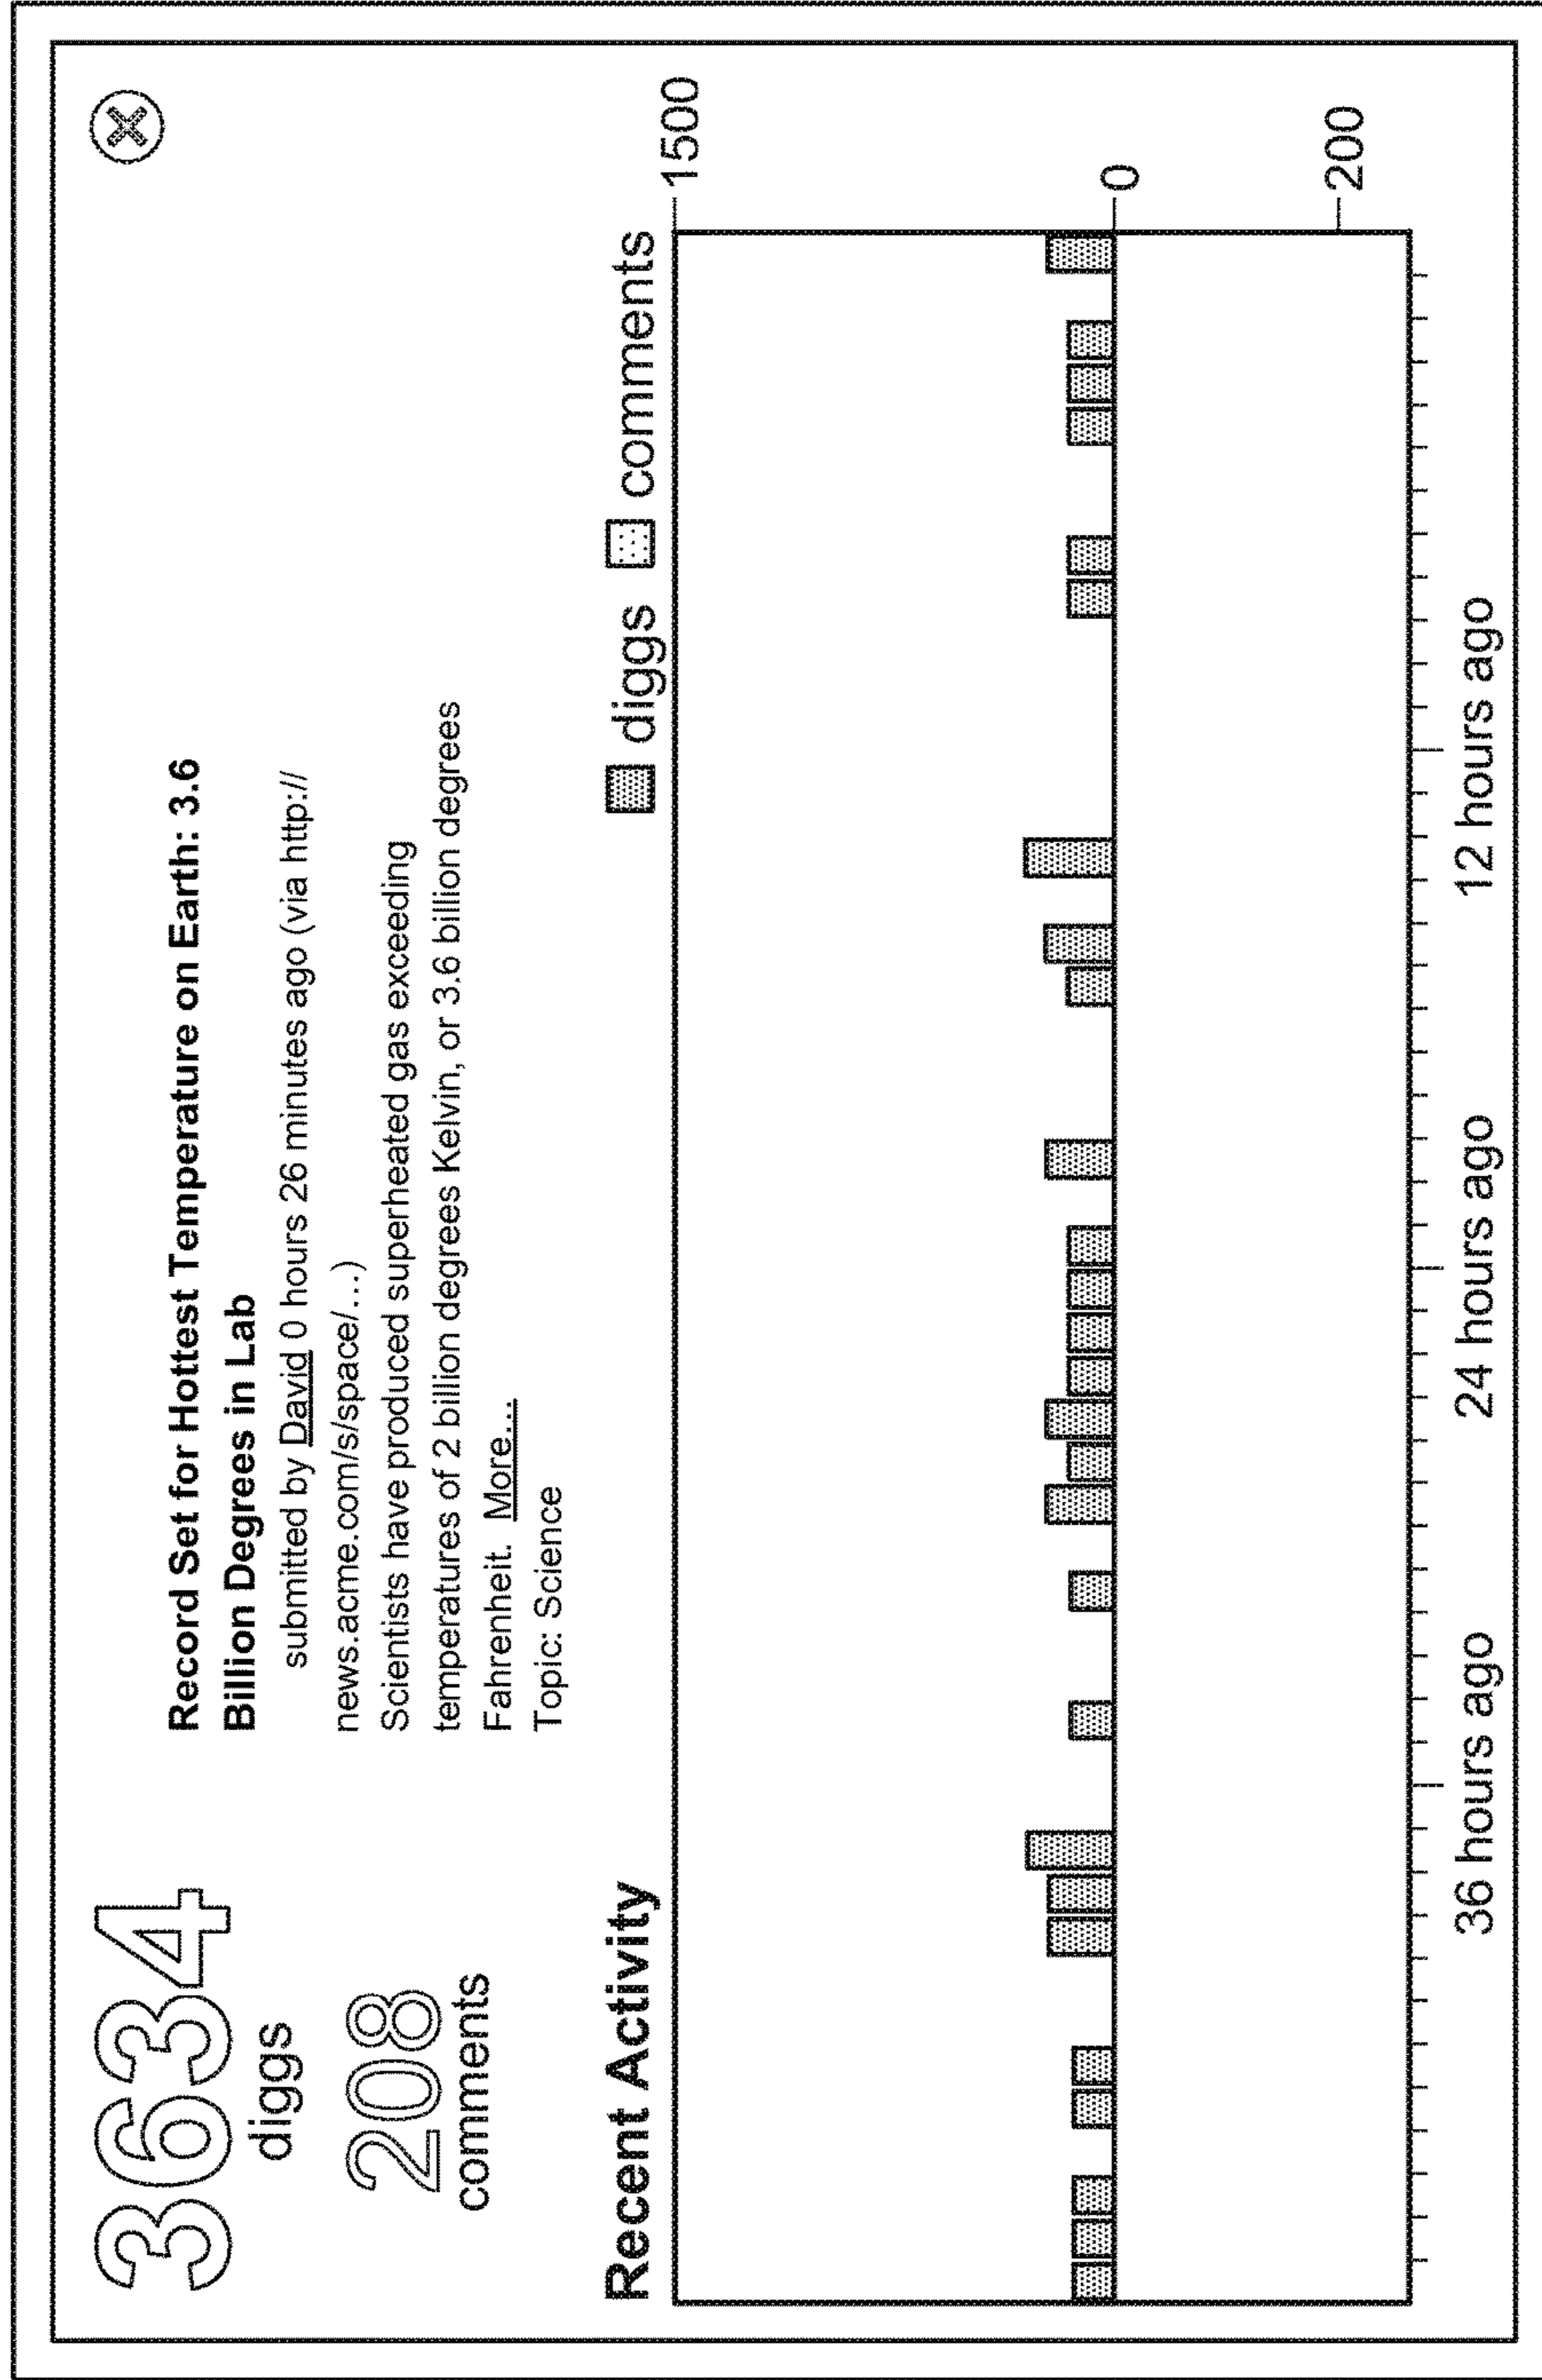 3634
diggs
208
comments
Record Set for Hottest Temperature on Earth: 3.6
Billion Degrees in Lab
submitted by David 0 hours 26 minutes ago (via http://
news.acme.com/s/space/...)
Scientists have produced superheated gas exceeding
temperatures of 2 billion degrees Kelvin, or 3.6 billion degrees
Fahrenheit. More...
Topic: Science
Recent Activity
diggs comments
1500
0
200
36 hours ago 24 hours ago 12 hours ago